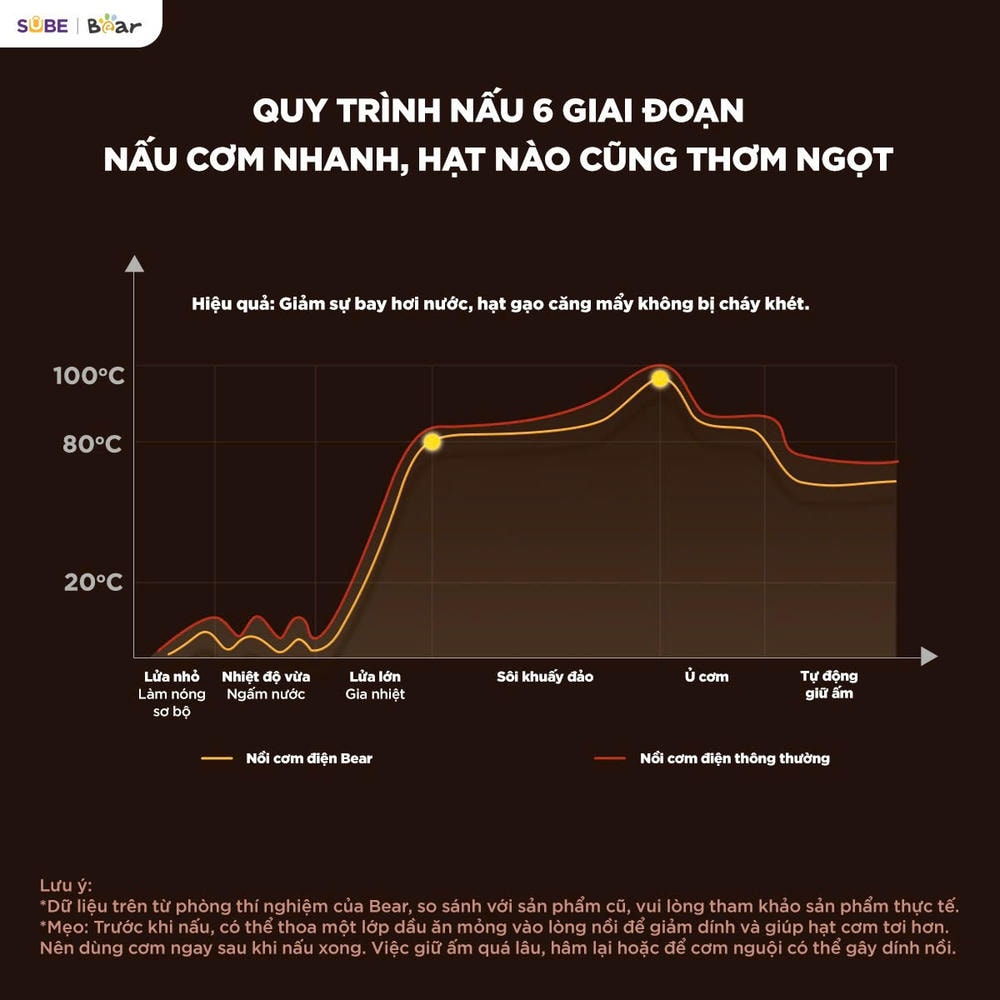 SUBE | Bear
QUY TRÌNH NẤU 6 GIAI ĐOẠN
NẤU CƠM NHANH, HẠT NÀO CŨNG THƠM NGỌT
Hiệu quả: Giảm sự bay hơi nước, hạt gạo căng mẩy không bị cháy khét.
100°C
80°C
20°C
Lửa nhỏ
Làm nóng
sơ bộ
Nhiệt độ vừa
Ngấm nước
Lửa lớn
Gia nhiệt
Sôi khuấy đảo
Ủ cơm
Tự động
giữ ấm
Nồi cơm điện Bear
Nồi cơm điện thông thường
Lưu ý:
*Dữ liệu trên từ phòng thí nghiệm của Bear, so sánh với sản phẩm cũ, vui lòng tham khảo sản phẩm thực tế.
*Mẹo: Trước khi nấu, có thể thoa một lớp dầu ăn mỏng vào lòng nồi để giảm dính và giúp hạt cơm tơi hơn.
Nên dùng cơm ngay sau khi nấu xong. Việc giữ ấm quá lâu, hâm lại hoặc để cơm nguội có thể gây dính nồi.